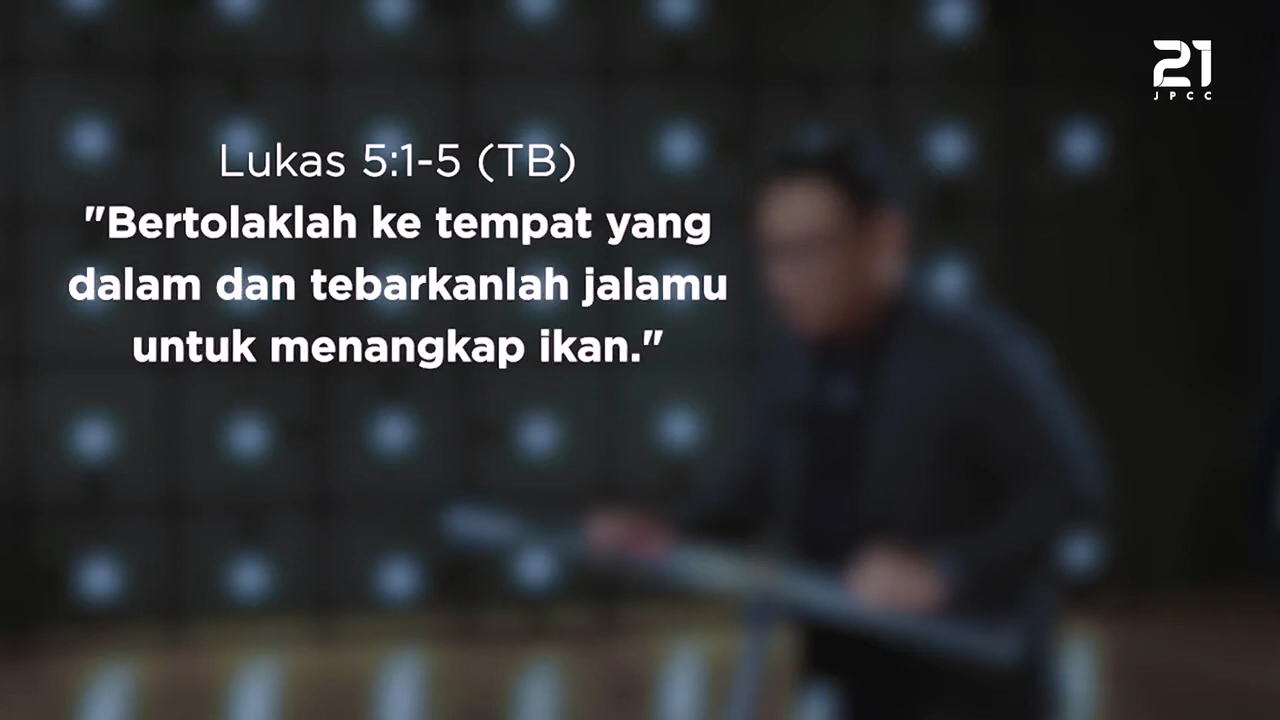 21
JPCC
Lukas 5:1-5 (TB)
"Bertolaklah ke tempat yang
dalam dan tebarkanlah jalamu
untuk menangkap ikan."